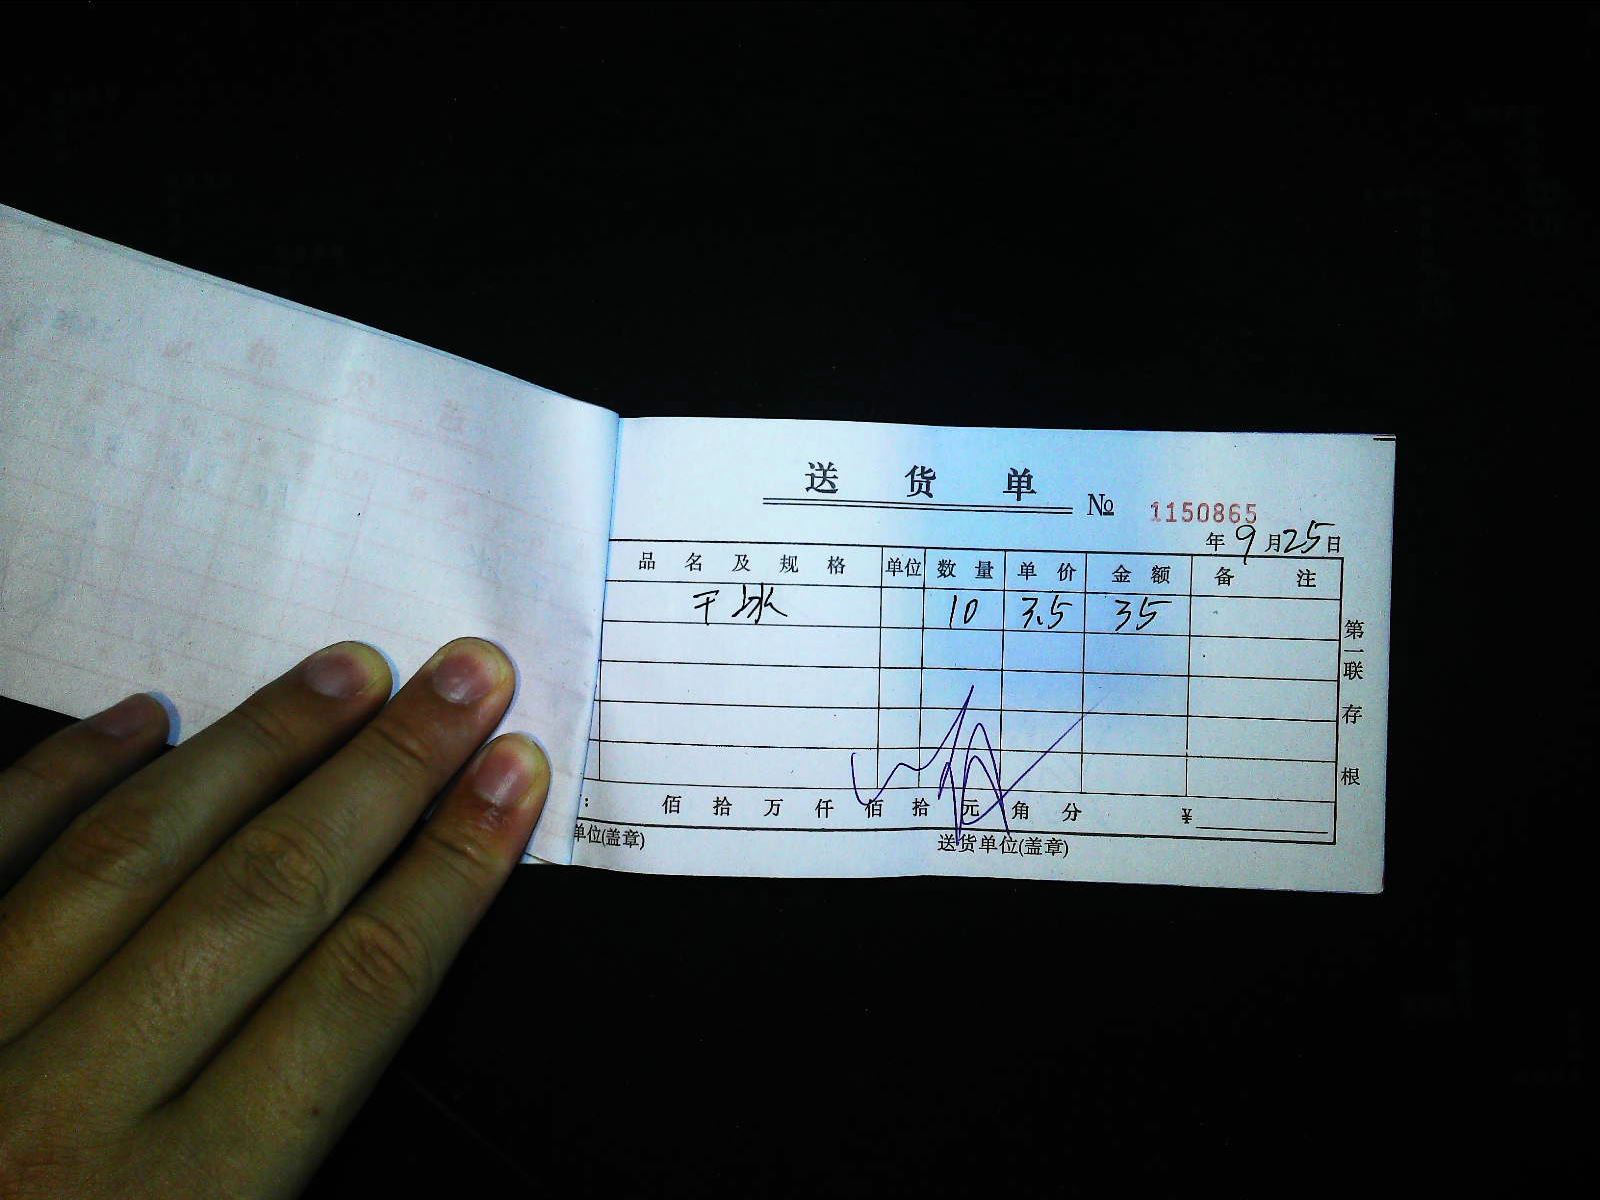 送 货 单
№ 1150865
年 9 月 25 日
品 名 及 规 格 单位 数 量 单 价 金 额 备 注
干冰 10 3.5 35
第一联 存根
: 佰 拾 万 仟 佰 拾 元 角 分 ¥
单位(盖章) 送货单位(盖章)